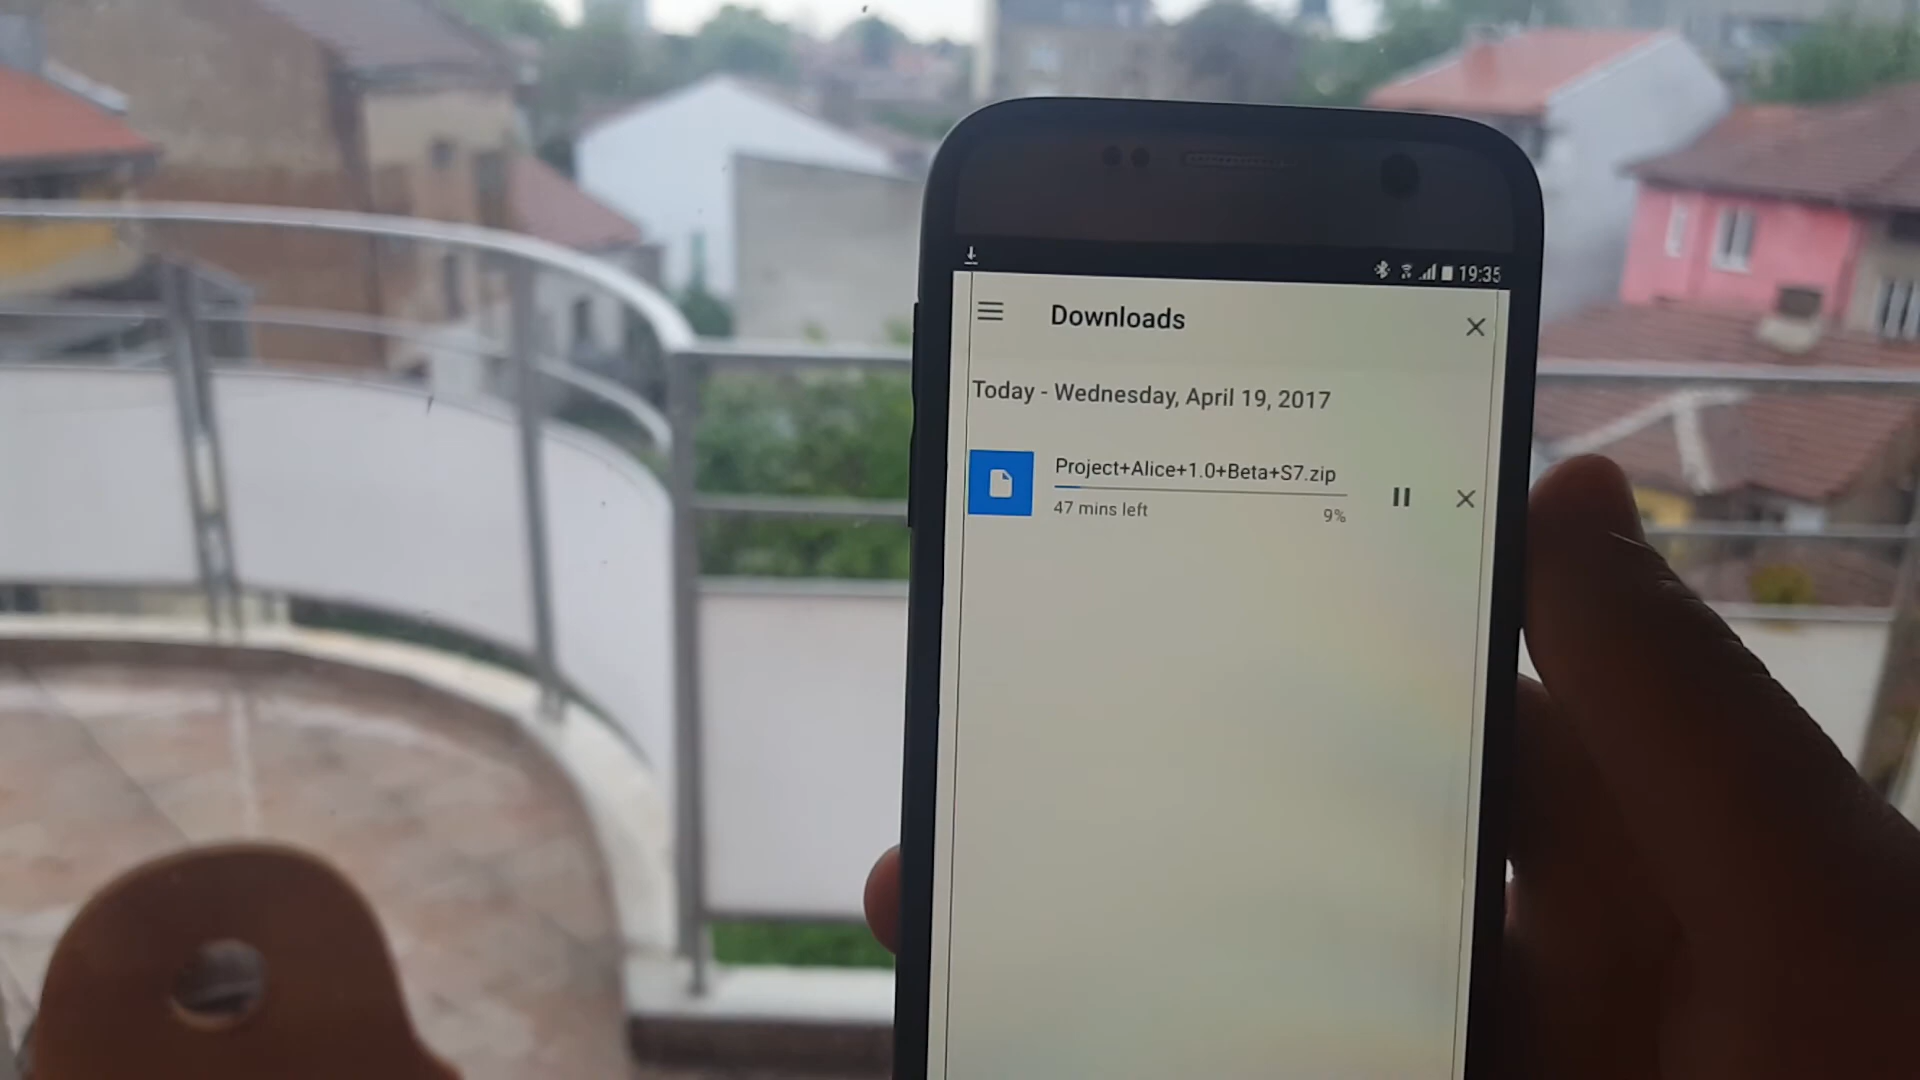 19:35
Downloads
Today - Wednesday, April 19, 2017
Project+Alice+1.0+Beta+S7.zip
47 mins left
9%